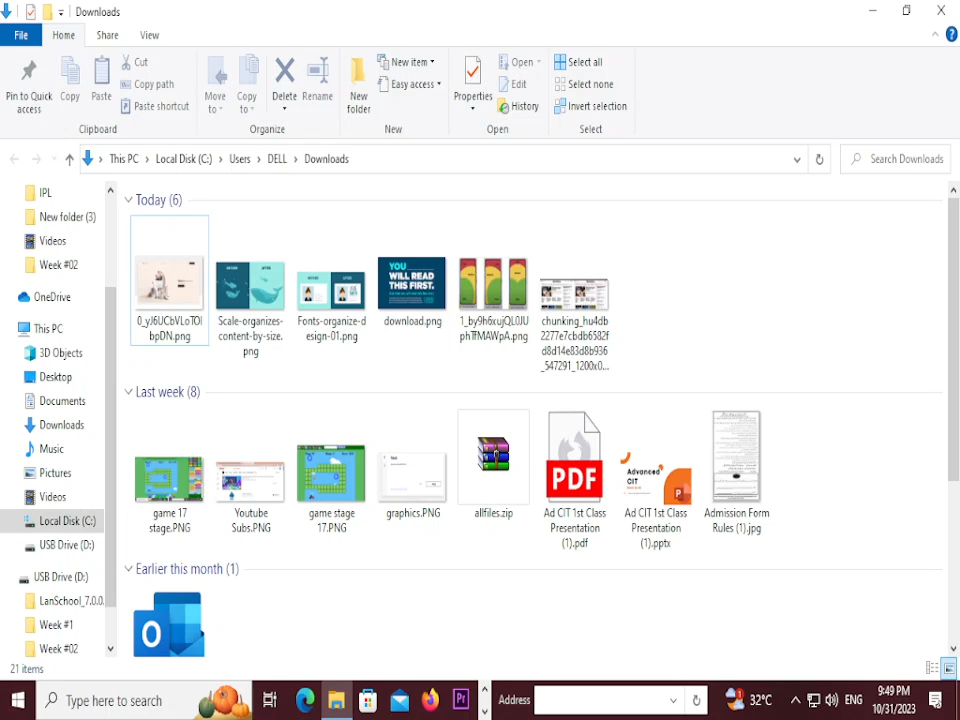 Downloads
File Home Share View
Pin to Quick access
Copy
Paste
Cut
Copy path
Paste shortcut
Clipboard
Move to
Copy to
Delete
Rename
Organize
New folder
New item
Easy access
New
Properties
Open
Edit
History
Open
Select all
Select none
Invert selection
Select
This PC › Local Disk (C:) › Users › DELL › Downloads
Search Downloads
IPL
New folder (3)
Videos
Week #02
OneDrive
This PC
3D Objects
Desktop
Documents
Downloads
Music
Pictures
Videos
Local Disk (C:)
USB Drive (D:)
USB Drive (D:)
LanSchool_7.0.0.
Week #1
Week #02
Today (6)
BEFORE AFTER
YOU
WILL READ
THIS FIRST.
Scale-organizes-
content-by-size.
png
Fonts-organize-d
esign-01.png
download.png
chunking_hu4db
2277e7cbdb6582f
d8d14e83d8b936
_547291_1200x0...
Last week (8)
PDF
Advanced
CIT
P
game 17
stage.PNG
Youtube
Subs.PNG
game stage
17.PNG
graphics.PNG
allfiles.zip
Ad CIT 1st Class
Presentation
(1).pdf
Ad CIT 1st Class
Presentation
(1).pptx
Admission Form
Rules (1).jpg
Earlier this month (1)
O
21 items
Type here to search
Pr
Address
1
32°C
ENG
9:49 PM
10/31/2023